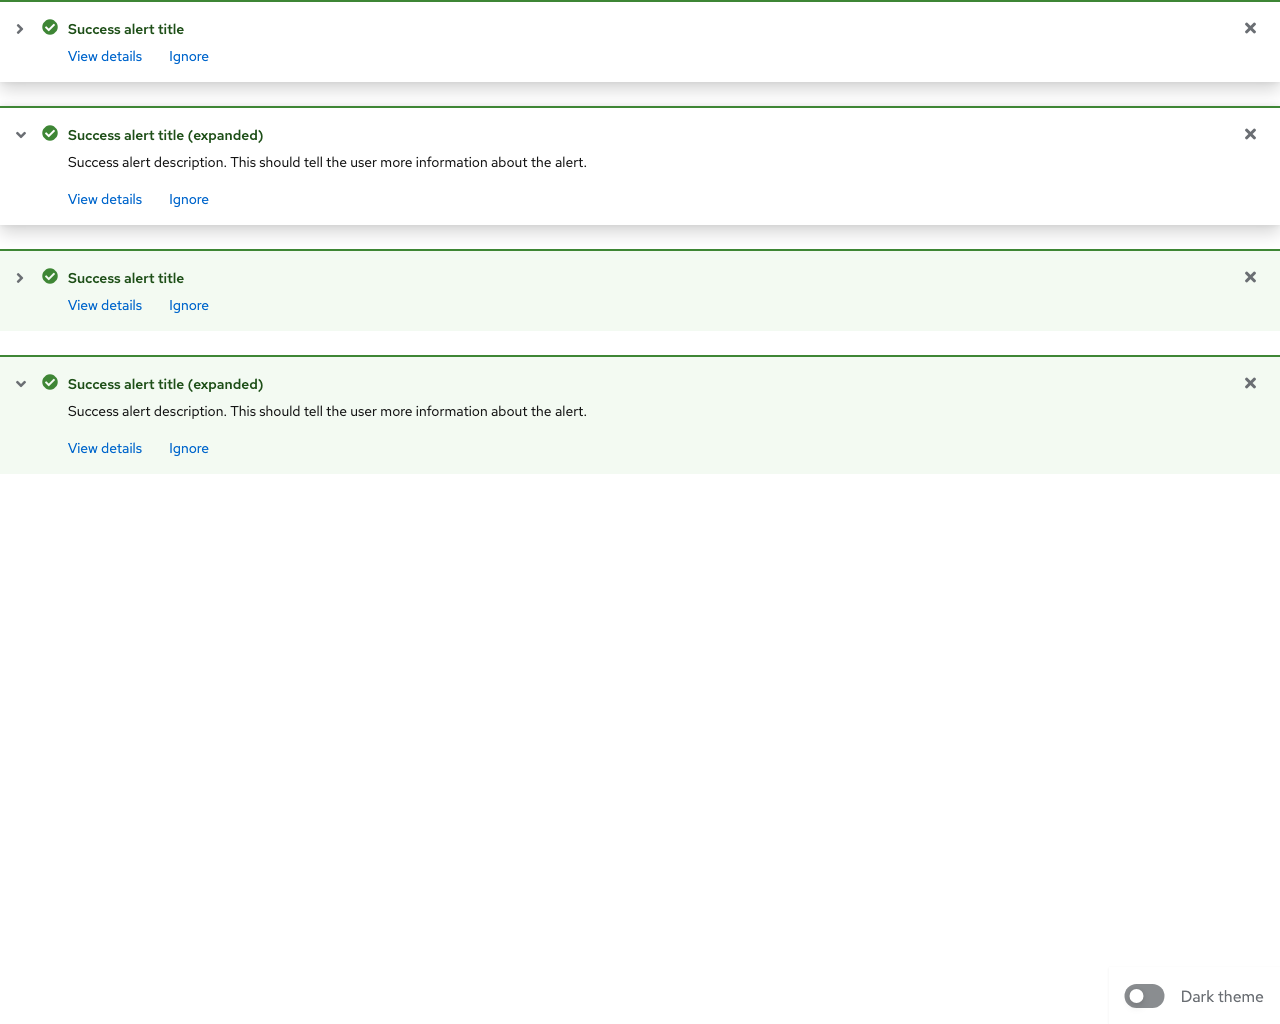 Success alert title
View details Ignore
Success alert title (expanded)
Success alert description. This should tell the user more information about the alert.
View details Ignore
Success alert title
View details Ignore
Success alert title (expanded)
Success alert description. This should tell the user more information about the alert.
View details Ignore
Dark theme